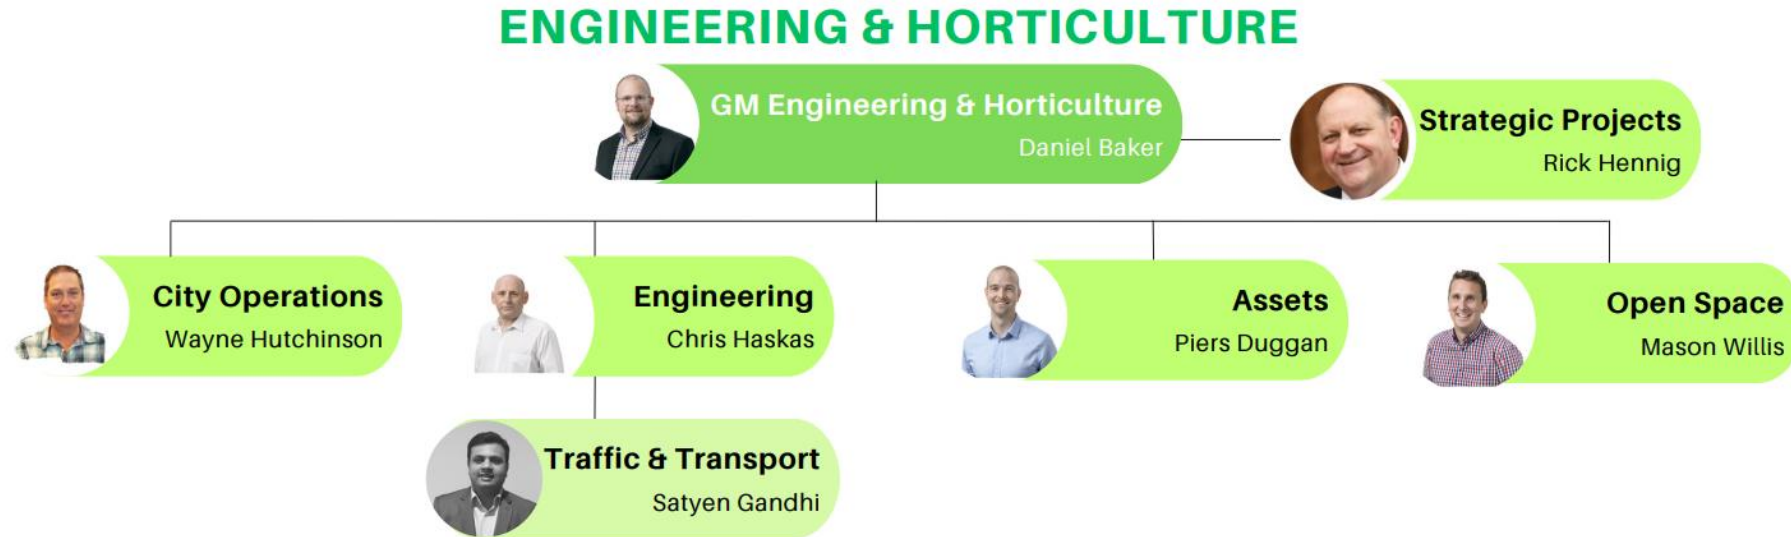 ENGINEERING & HORTICULTURE
GM Engineering & Horticulture
Daniel Baker
Strategic Projects
Rick Hennig
City Operations
Wayne Hutchinson
Engineering
Chris Haskas
Assets
Piers Duggan
Open Space
Mason Willis
Traffic & Transport
Satyen Gandhi